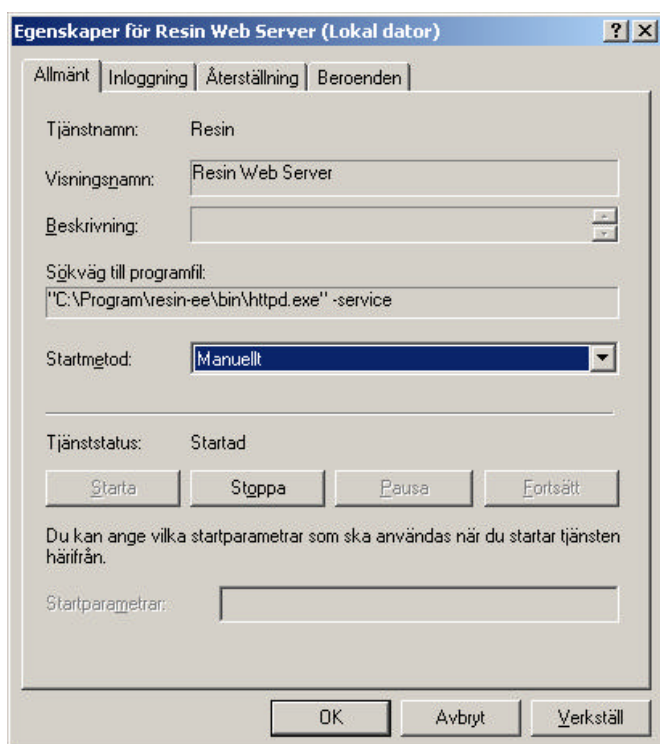 Egenskaper för Resin Web Server (Lokal dator)
Allmänt Inloggning Återställning Beroenden
Tjänstnamn: Resin
Visningsnamn: Resin Web Server
Beskrivning:
Sökväg till programfil:
"C:\Program\resin-ee\bin\httpd.exe" -service
Startmetod: Manuellt
Tjänststatus: Startad
Starta Stoppa Pausa Fortsätt
Du kan ange vilka startparametrar som ska användas när du startar tjänsten
härifrån.
Startparametrar:
OK Avbryt Verkställ